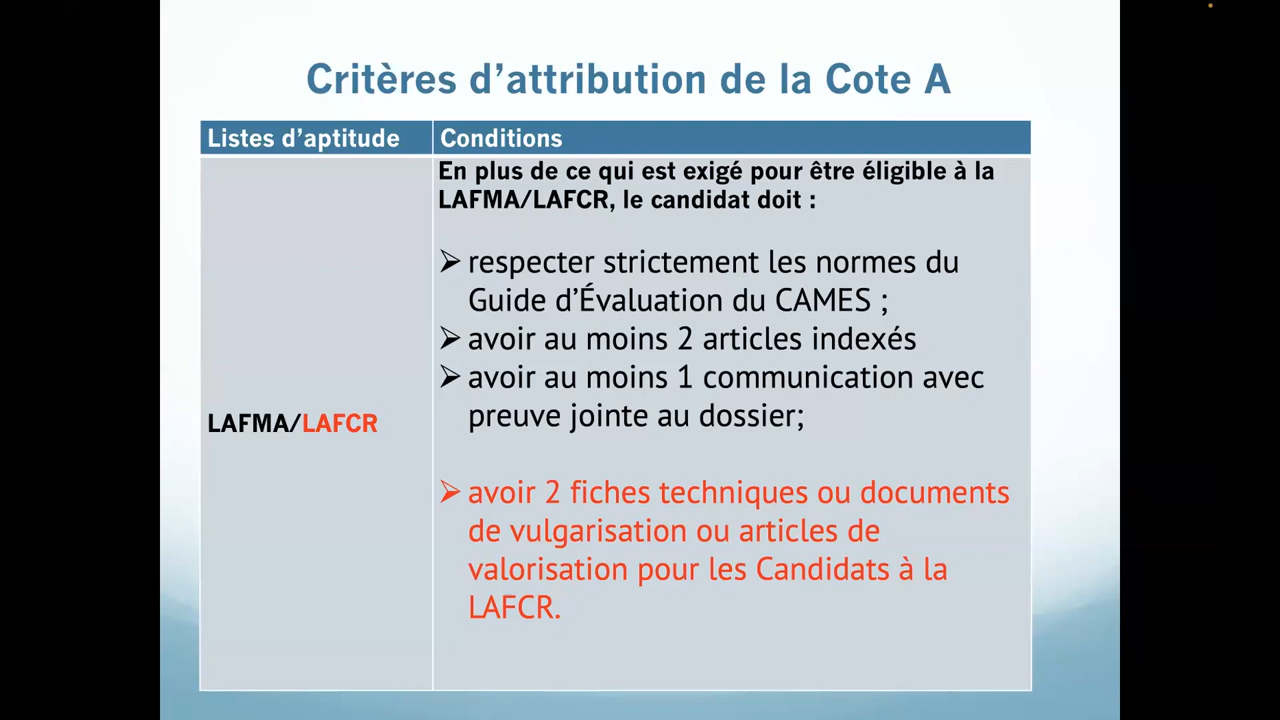 Critères d’attribution de la Cote A
Listes d’aptitude
Conditions
LAFMA/LAFCR
En plus de ce qui est exigé pour être éligible à la
LAFMA/LAFCR, le candidat doit :
➢ respecter strictement les normes du
Guide d’Évaluation du CAMES ;
➢ avoir au moins 2 articles indexés
➢ avoir au moins 1 communication avec
preuve jointe au dossier;
➢ avoir 2 fiches techniques ou documents
de vulgarisation ou articles de
valorisation pour les Candidats à la
LAFCR.